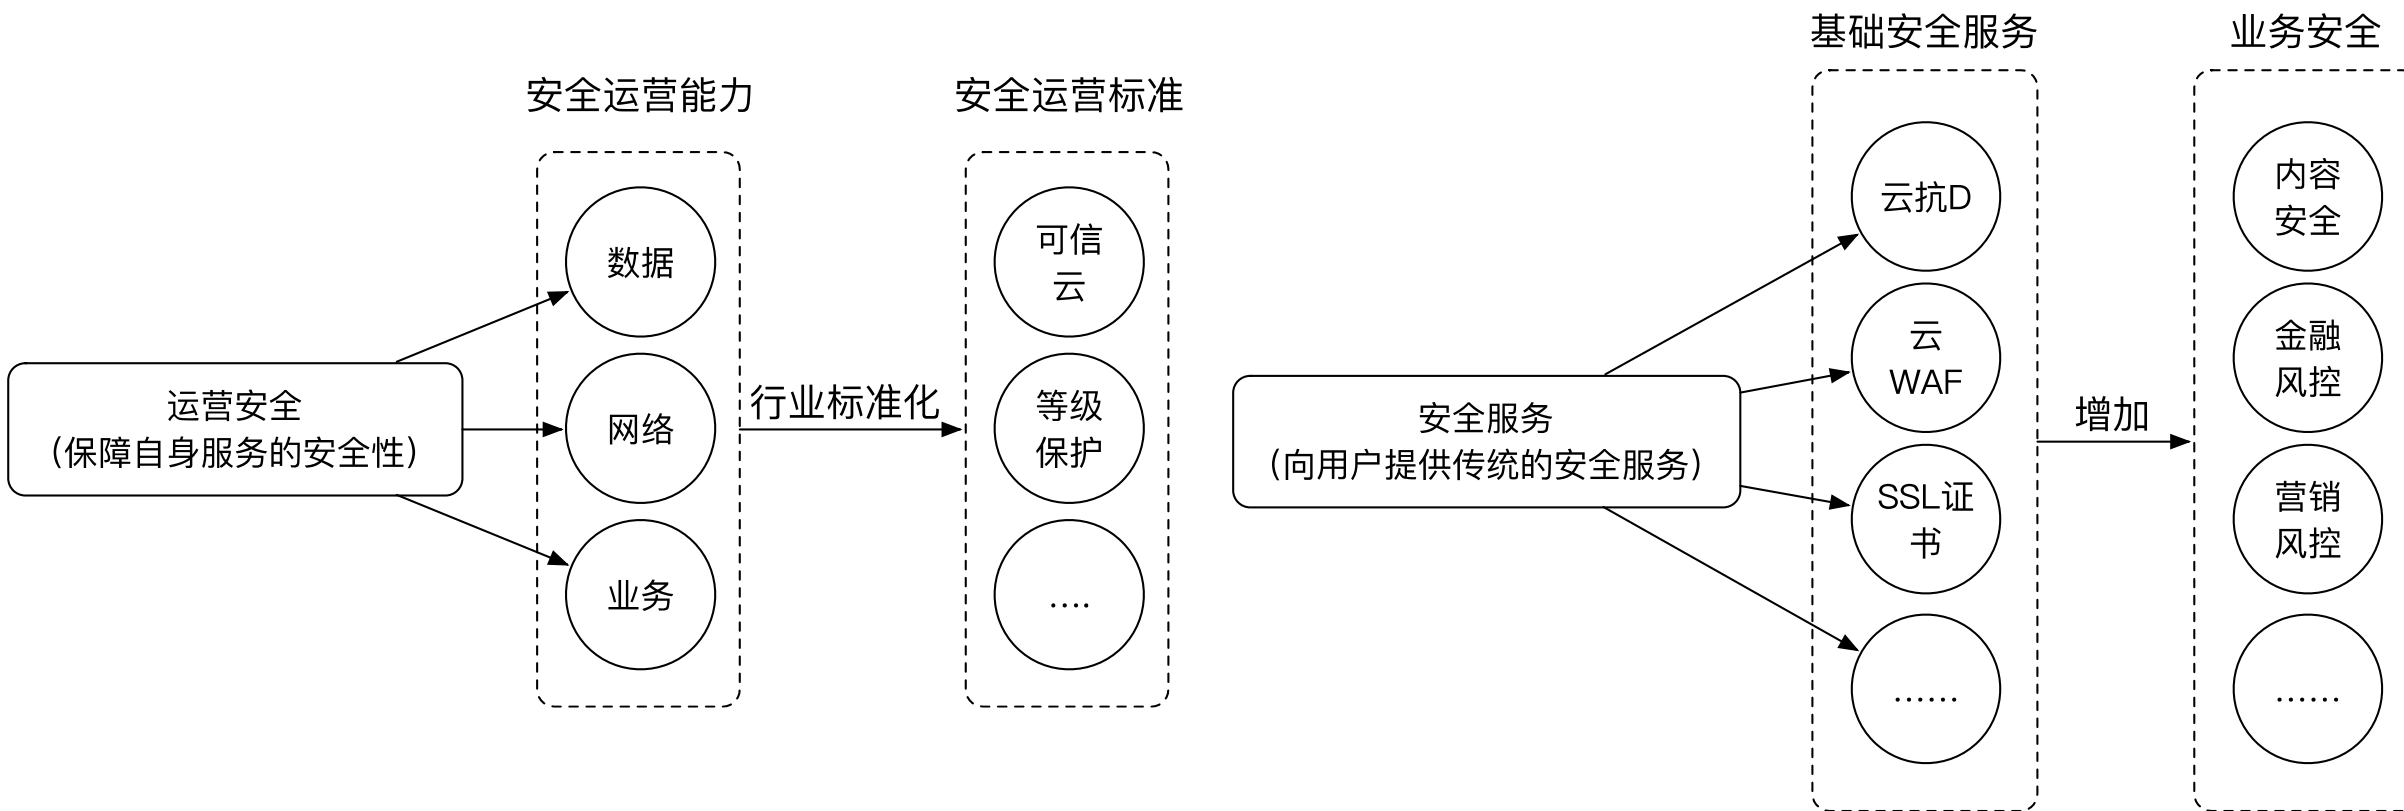 安全运营能力
安全运营标准
运营安全
(保障自身服务的安全性)
数据
网络
业务
行业标准化
可信
云
等级
保护
....
基础安全服务
业务安全
安全服务
(向用户提供传统的安全服务)
云抗D
云
WAF
SSL证
书
......
增加
内容
安全
金融
风控
营销
风控
......